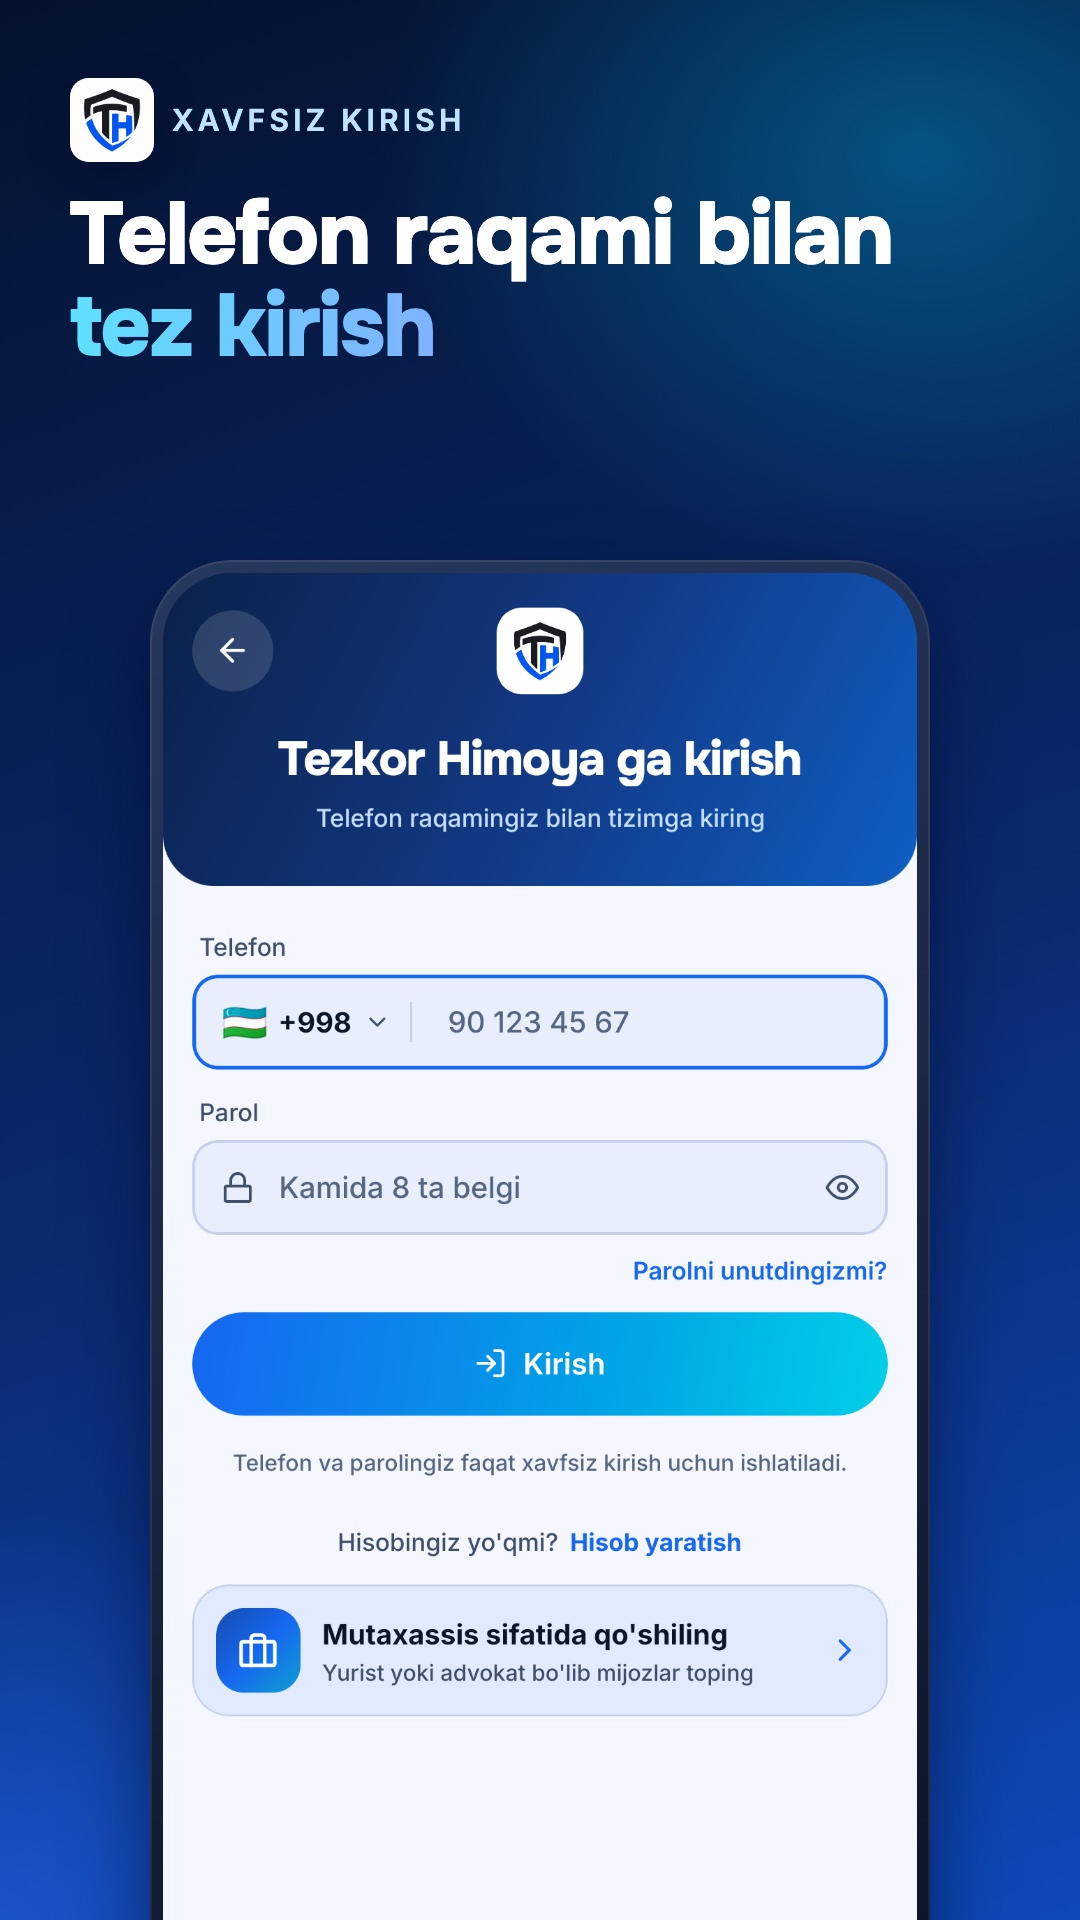 TH
XAVFSIZ KIRISH
Telefon raqami bilan
tez kirish
TH
Tezkor Himoya ga kirish
Telefon raqamingiz bilan tizimga kiring
Telefon
+998 90 123 45 67
Parol
Kamida 8 ta belgi
Parolni unutdingizmi?
Kirish
Telefon va parolingiz faqat xavfsiz kirish uchun ishlatiladi.
Hisobingiz yo'qmi? Hisob yaratish
Mutaxassis sifatida qo'shiling
Yurist yoki advokat bo'lib mijozlar toping